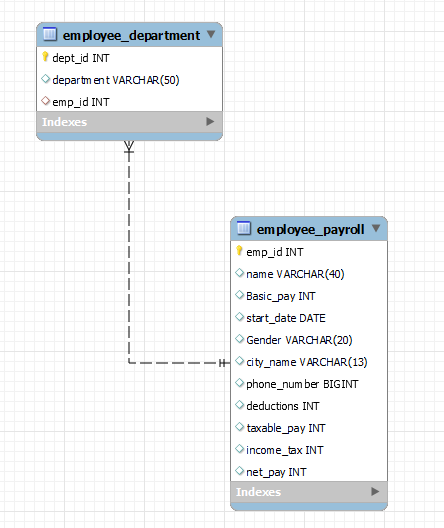 employee_department
dept_id INT
department VARCHAR(50)
emp_id INT
Indexes
employee_payroll
emp_id INT
name VARCHAR(40)
Basic_pay INT
start_date DATE
Gender VARCHAR(20)
city_name VARCHAR(13)
phone_number BIGINT
deductions INT
taxable_pay INT
income_tax INT
net_pay INT
Indexes